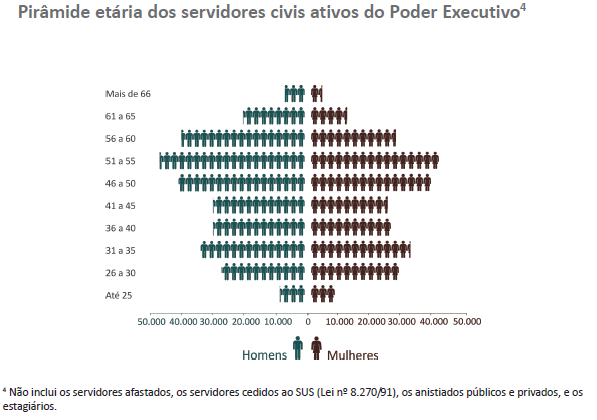 Pirâmide etária dos servidores civis ativos do Poder Executivo⁴
Mais de 66
61 a 65
56 a 60
51 a 55
46 a 50
41 a 45
36 a 40
31 a 35
26 a 30
Até 25
50.000 40.000 30.000 20.000 10.000 0 10.000 20.000 30.000 40.000 50.000
Homens Mulheres
⁴ Não inclui os servidores afastados, os servidores cedidos ao SUS (Lei nº 8.270/91), os anistiados públicos e privados, e os
estagiários.